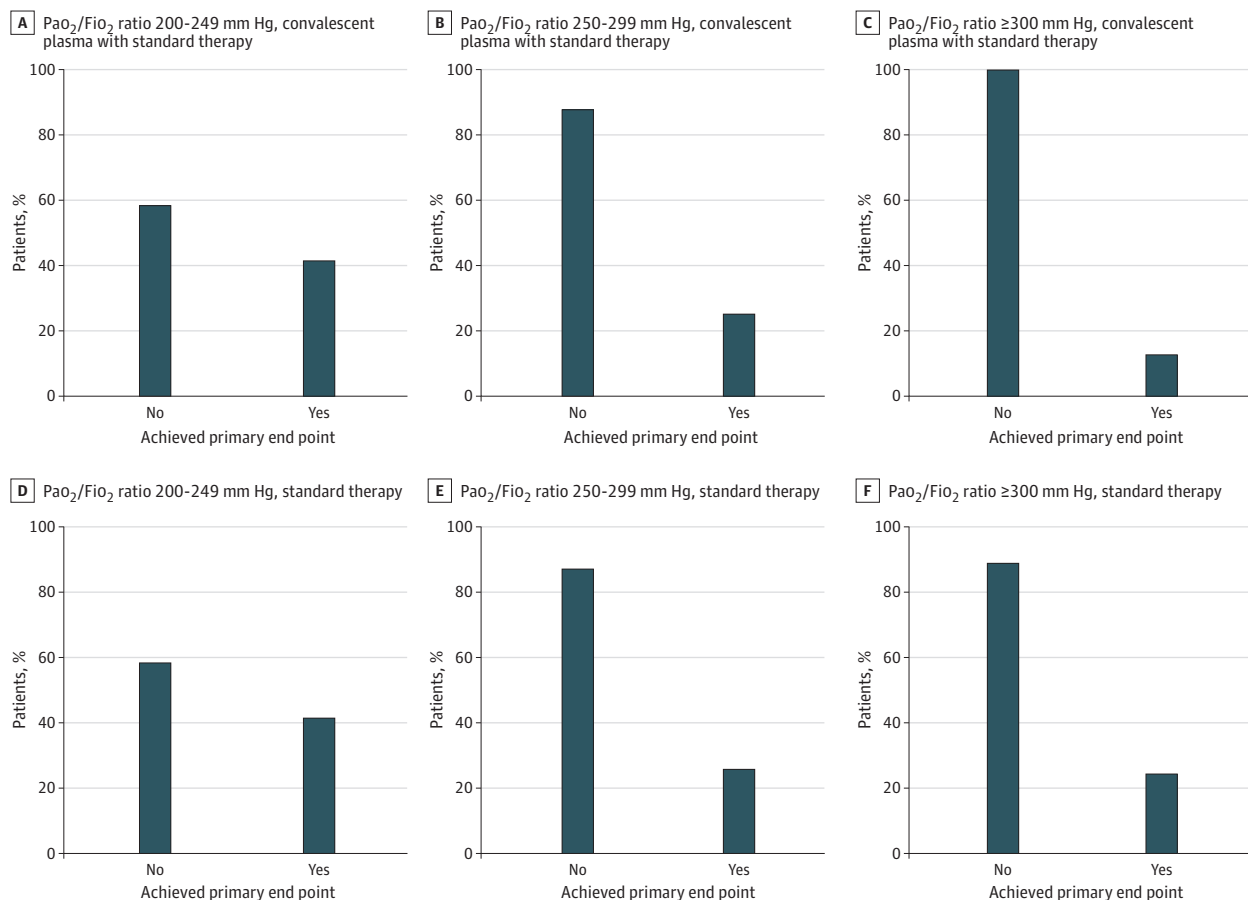 A Pao2/Fio2 ratio 200-249 mm Hg, convalescent
plasma with standard therapy
100
80
60
40
20
0
Patients, %
No Yes
Achieved primary end point
B Pao2/Fio2 ratio 250-299 mm Hg, convalescent
plasma with standard therapy
100
80
60
40
20
0
Patients, %
No Yes
Achieved primary end point
C Pao2/Fio2 ratio ≥300 mm Hg, convalescent
plasma with standard therapy
100
80
60
40
20
0
Patients, %
No Yes
Achieved primary end point
D Pao2/Fio2 ratio 200-249 mm Hg, standard therapy
100
80
60
40
20
0
Patients, %
No Yes
Achieved primary end point
E Pao2/Fio2 ratio 250-299 mm Hg, standard therapy
100
80
60
40
20
0
Patients, %
No Yes
Achieved primary end point
F Pao2/Fio2 ratio ≥300 mm Hg, standard therapy
100
80
60
40
20
0
Patients, %
No Yes
Achieved primary end point